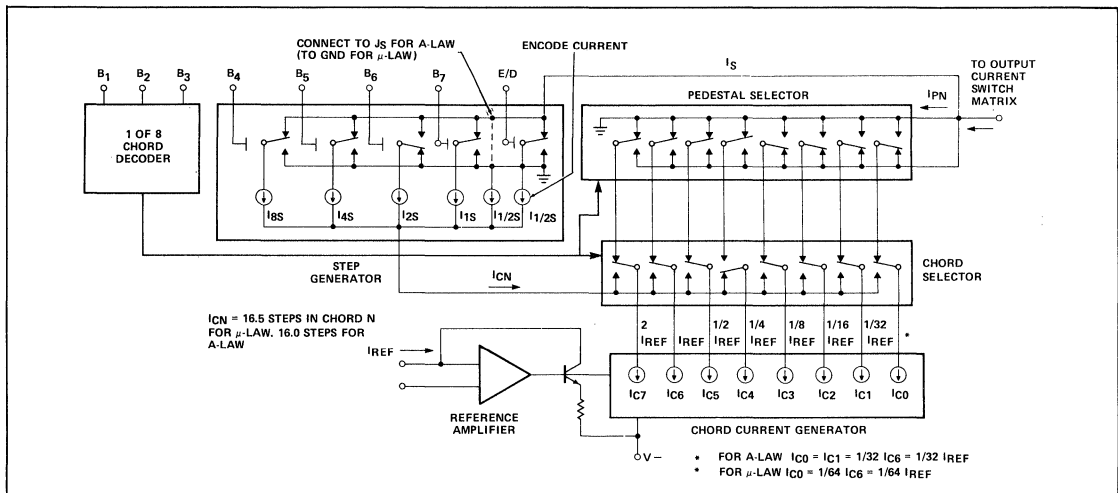 CONNECT TO JS FOR A-LAW
(TO GND FOR μ-LAW)
ENCODE CURRENT
B1 B2 B3 B4 B5 B6 B7 E/D
IS
TO OUTPUT
CURRENT
SWITCH
MATRIX
PEDESTAL SELECTOR
IPN
1 OF 8
CHORD
DECODER
I8S I4S I2S I1S I1/2S I1/2S
STEP
GENERATOR
ICN
CHORD
SELECTOR
ICN = 16.5 STEPS IN CHORD N
FOR μ-LAW. 16.0 STEPS FOR
A-LAW
2 1/2 1/4 1/8 1/16 1/32 *
IREF IREF IREF IREF IREF IREF IREF
IREF
IC7 IC6 IC5 IC4 IC3 IC2 IC1 IC0
REFERENCE
AMPLIFIER
CHORD CURRENT GENERATOR
V−
* FOR A-LAW IC0 = IC1 = 1/32 IC6 = 1/32 IREF
* FOR μ-LAW IC0 = 1/64 IC6 = 1/64 IREF